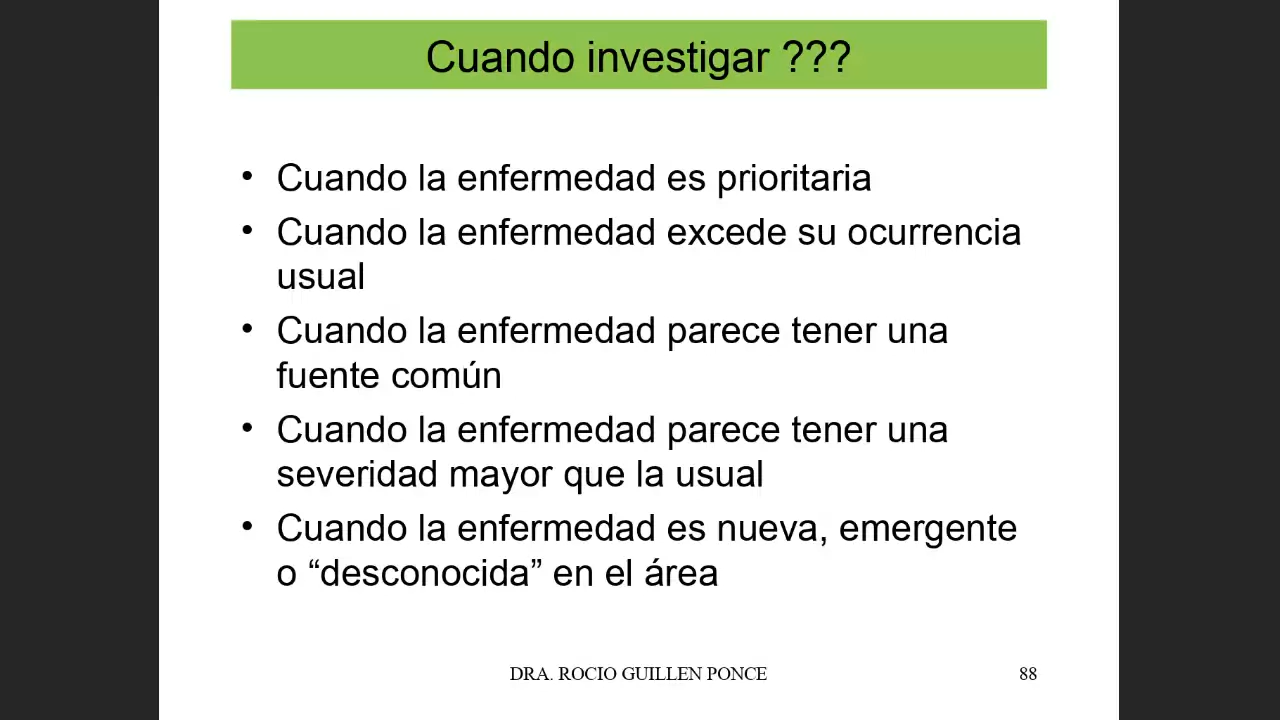 Cuando investigar ???
• Cuando la enfermedad es prioritaria
• Cuando la enfermedad excede su ocurrencia
usual
• Cuando la enfermedad parece tener una
fuente común
• Cuando la enfermedad parece tener una
severidad mayor que la usual
• Cuando la enfermedad es nueva, emergente
o “desconocida” en el área
DRA. ROCIO GUILLEN PONCE
88